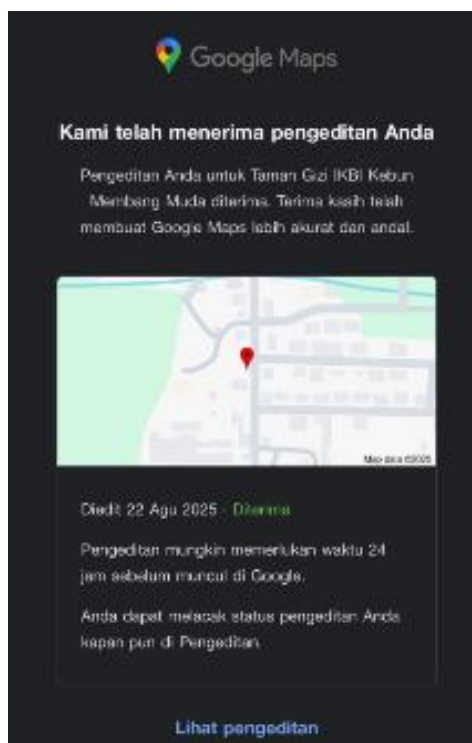 Google Maps
Kami telah menerima pengeditan Anda
Pengeditan Anda untuk Taman Gizi IKBI Kebun
Membang Muda diterima. Terima kasih telah
membuat Google Maps lebih akurat dan andal.
Map data ©2025
Diedit 22 Agu 2025 · Diterima
Pengeditan mungkin memerlukan waktu 24
jam sebelum muncul di Google.
Anda dapat melacak status pengeditan Anda
kapan pun di Pengeditan.
Lihat pengeditan